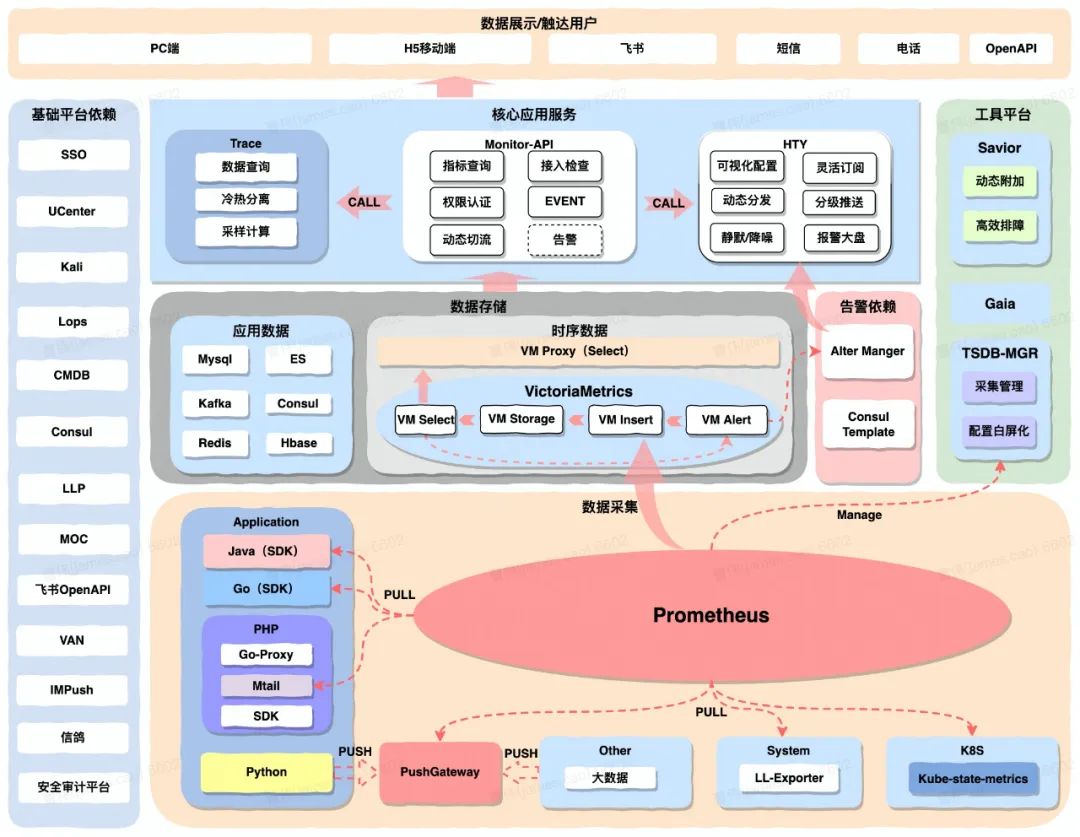 数据展示/触达用户
PC端
H5移动端
飞书
短信
电话
OpenAPI
基础平台依赖
SSO
UCenter
Kali
Lops
CMDB
Consul
LLP
MOC
飞书OpenAPI
VAN
IMPush
信鸽
安全审计平台
核心应用服务
Trace
数据查询
冷热分离
采样计算
CALL
Monitor-API
指标查询
接入检查
权限认证
EVENT
动态切流
告警
CALL
HTY
可视化配置
灵活订阅
动态分发
分级推送
静默/降噪
报警大盘
工具平台
Savior
动态附加
高效排障
Gaia
TSDB-MGR
采集管理
配置白屏化
数据存储
应用数据
Mysql
ES
Kafka
Consul
Redis
Hbase
时序数据
VM Proxy（Select）
VictoriaMetrics
VM Select
VM Storage
VM Insert
VM Alert
告警依赖
Alter Manger
Consul
Template
数据采集
Manage
Application
Java（SDK）
Go（SDK）
PHP
Go-Proxy
Mtail
SDK
Python
PULL
Prometheus
PULL
PUSH
PushGateway
PUSH
Other
大数据
System
LL-Exporter
K8S
Kube-state-metrics